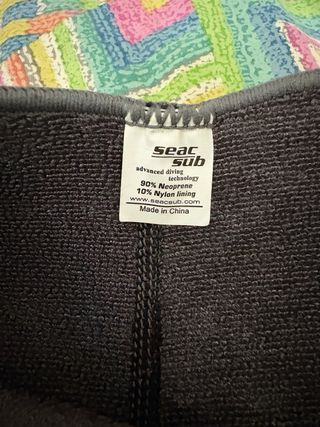 seac
sub
advanced diving
technology
90% Neoprene
10% Nylon lining
www.seacsub.com
Made in China